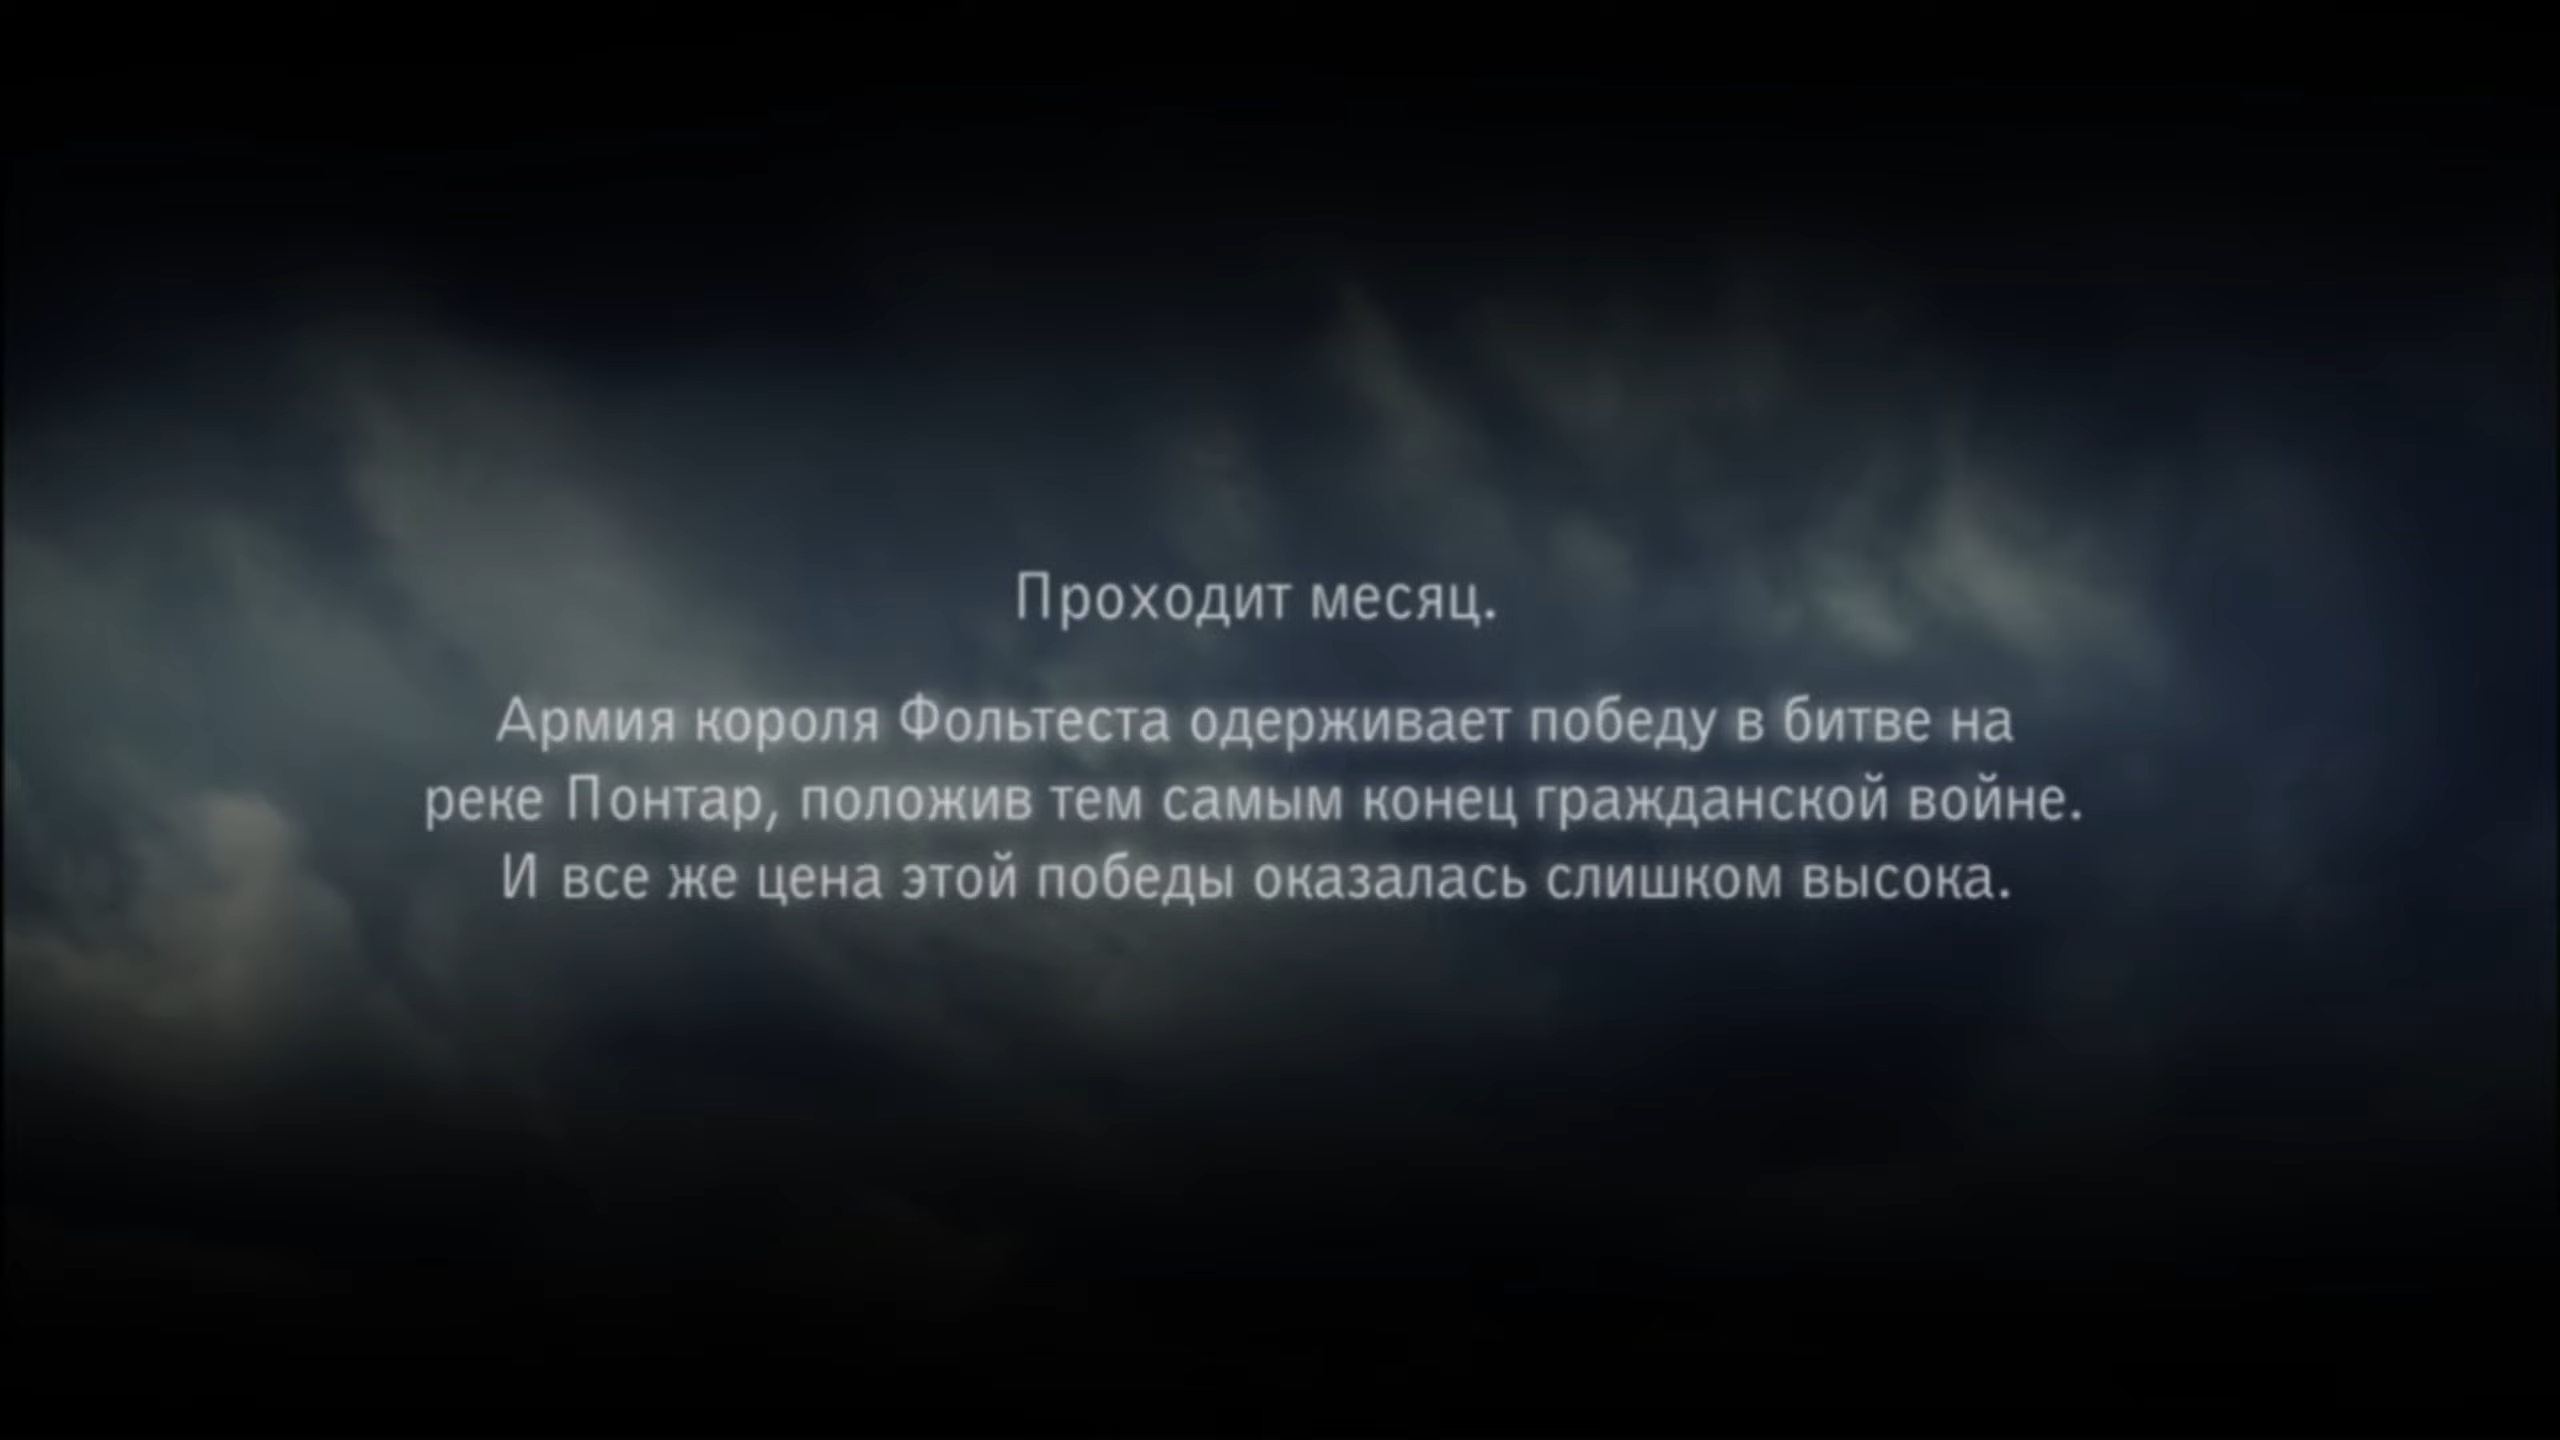 Проходит месяц.
Армия короля Фольтеста одерживает победу в битве на
реке Понтар, положив тем самым конец гражданской войне.
И все же цена этой победы оказалась слишком высока.